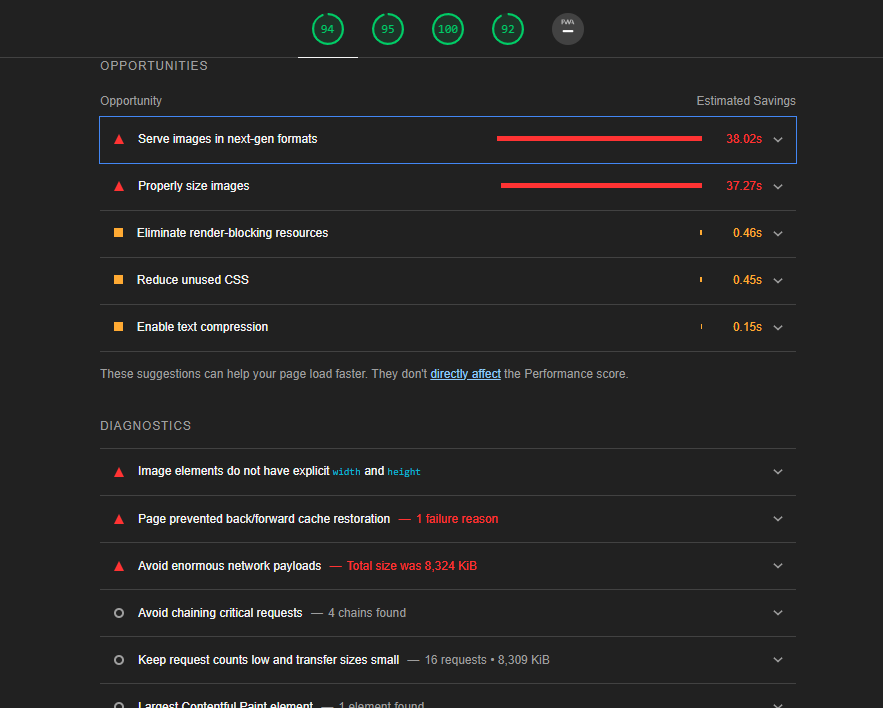 94 95 100 92 PWA
OPPORTUNITIES
Opportunity Estimated Savings
Serve images in next-gen formats 38.02s
Properly size images 37.27s
Eliminate render-blocking resources 0.46s
Reduce unused CSS 0.45s
Enable text compression 0.15s
These suggestions can help your page load faster. They don't directly affect the Performance score.
DIAGNOSTICS
Image elements do not have explicit width and height
Page prevented back/forward cache restoration — 1 failure reason
Avoid enormous network payloads — Total size was 8,324 KiB
Avoid chaining critical requests — 4 chains found
Keep request counts low and transfer sizes small — 16 requests • 8,309 KiB
Largest Contentful Paint element — 1 element found